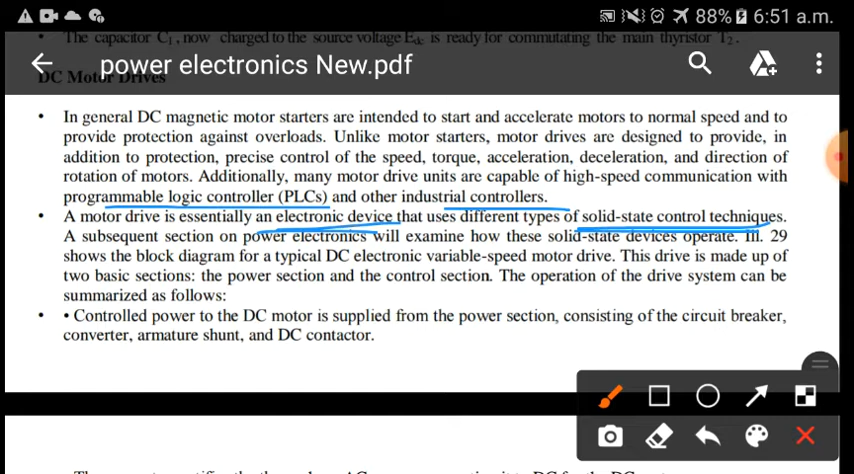 88% 6:51 a.m.
The capacitor C1, now charged to the source voltage Edc is ready for commutating the main thyristor T2.
power electronics New.pdf
DC Motor Drives
• In general DC magnetic motor starters are intended to start and accelerate motors to normal speed and to
provide protection against overloads. Unlike motor starters, motor drives are designed to provide, in
addition to protection, precise control of the speed, torque, acceleration, deceleration, and direction of
rotation of motors. Additionally, many motor drive units are capable of high-speed communication with
programmable logic controller (PLCs) and other industrial controllers.
• A motor drive is essentially an electronic device that uses different types of solid-state control techniques.
A subsequent section on power electronics will examine how these solid-state devices operate. Ill. 29
shows the block diagram for a typical DC electronic variable-speed motor drive. This drive is made up of
two basic sections: the power section and the control section. The operation of the drive system can be
summarized as follows:
• • Controlled power to the DC motor is supplied from the power section, consisting of the circuit breaker,
converter, armature shunt, and DC contactor.